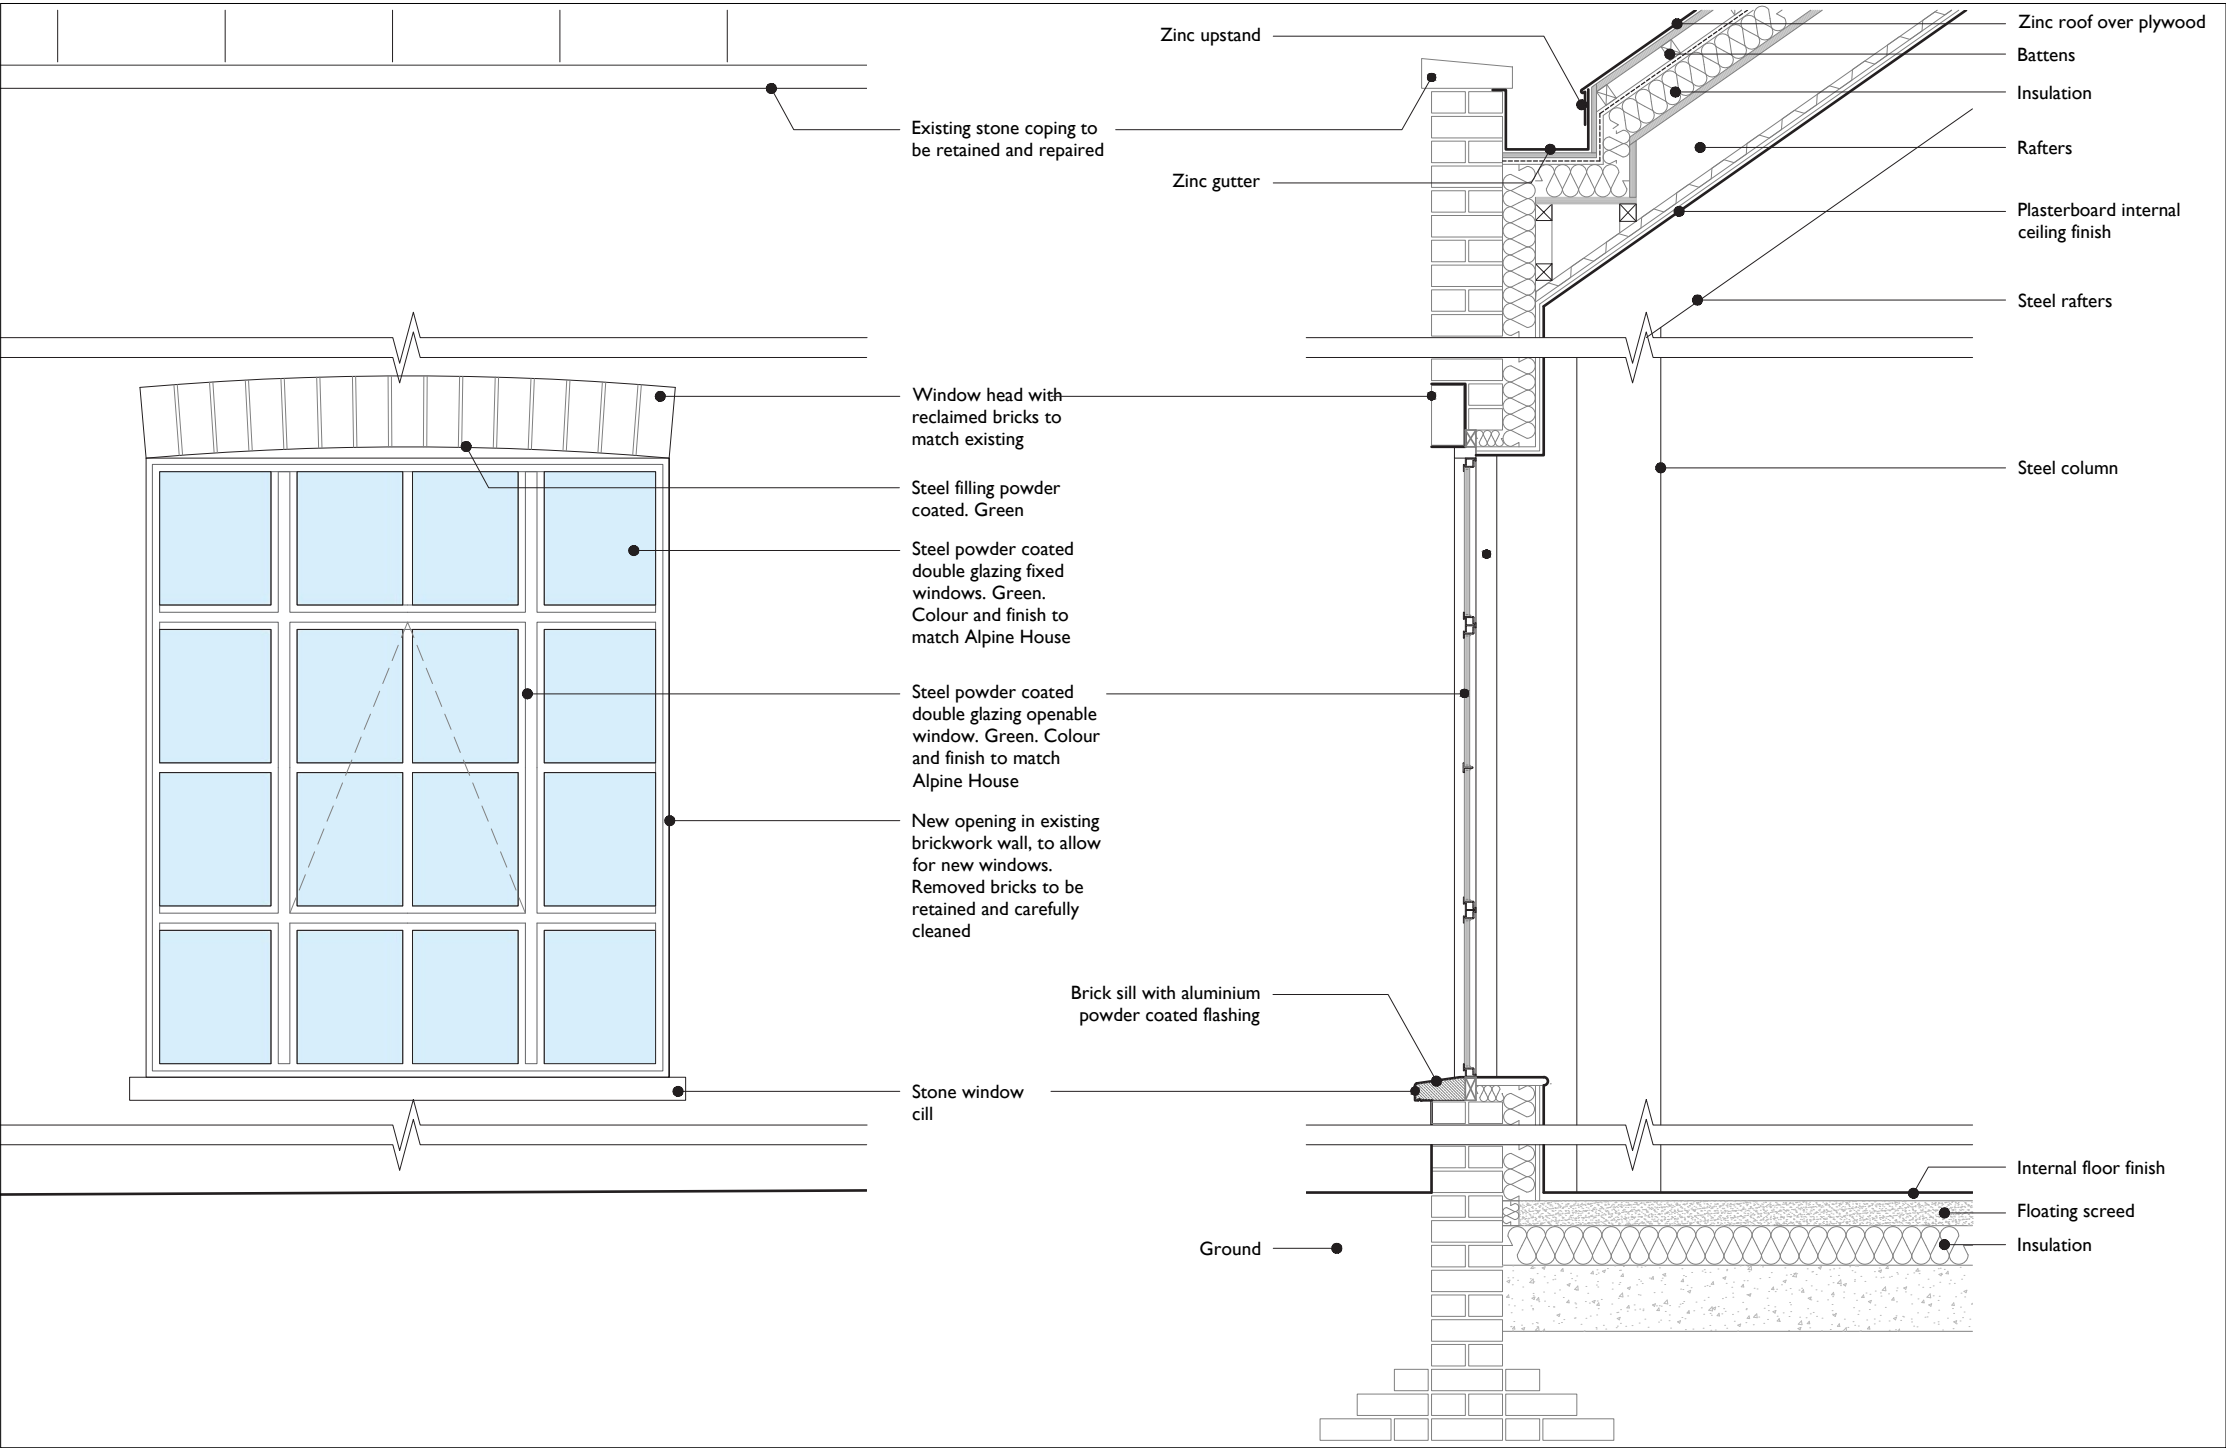 Zinc upstand
Existing stone coping to
be retained and repaired
Zinc gutter
Window head with
reclaimed bricks to
match existing
Steel filling powder
coated. Green
Steel powder coated
double glazing fixed
windows. Green.
Colour and finish to
match Alpine House
Steel powder coated
double glazing openable
window. Green. Colour
and finish to match
Alpine House
New opening in existing
brickwork wall, to allow
for new windows.
Removed bricks to be
retained and carefully
cleaned
Brick sill with aluminium
powder coated flashing
Stone window
cill
Ground
Zinc roof over plywood
Battens
Insulation
Rafters
Plasterboard internal
ceiling finish
Steel rafters
Steel column
Internal floor finish
Floating screed
Insulation